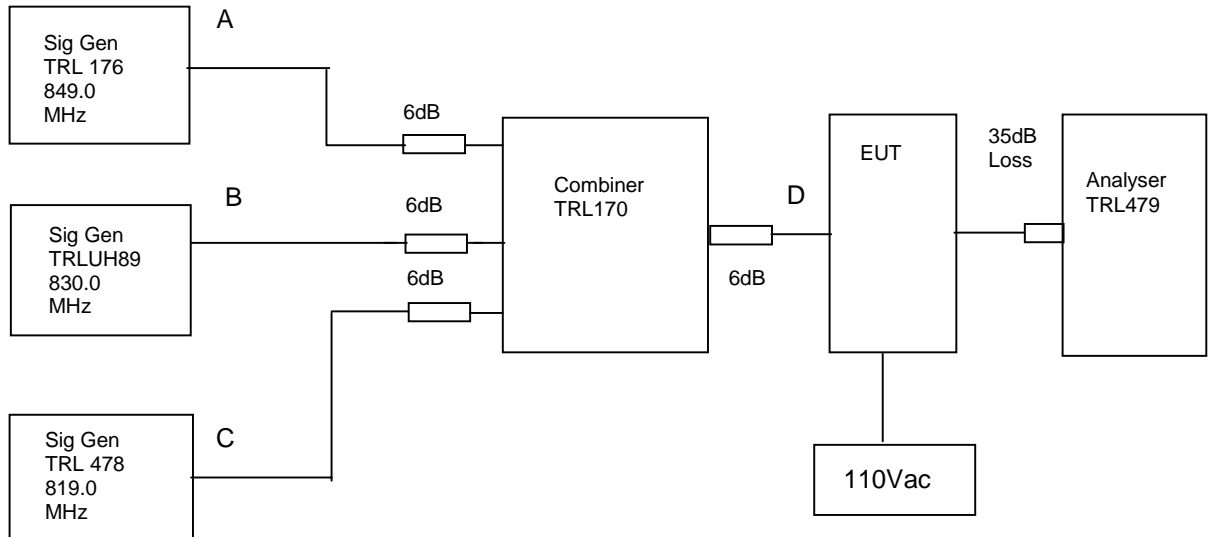 A
Sig Gen
TRL 176
849.0
MHz
6dB
B
Sig Gen
TRLUH89
830.0
MHz
6dB
6dB
C
Sig Gen
TRL 478
819.0
MHz
Combiner
TRL170
6dB
D
EUT
110Vac
35dB
Loss
Analyser
TRL479